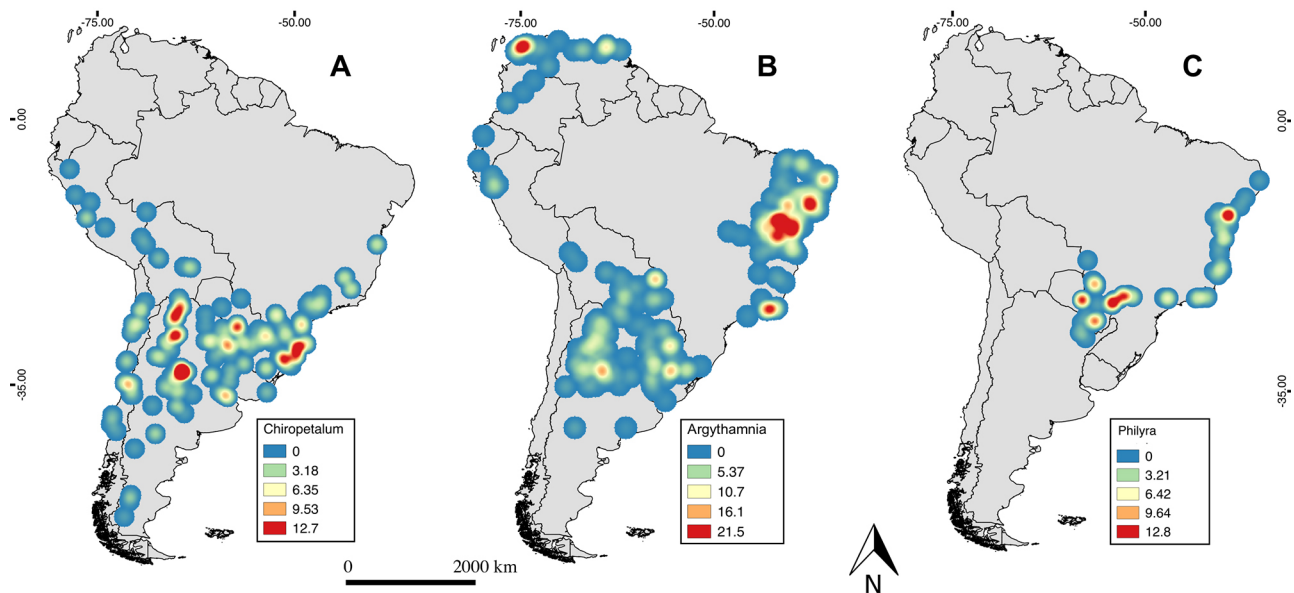 -75.00 -50.00 -75.00 -50.00 -75.00 -50.00
A B C
0.00 0.00
-35.00 -35.00
Chiropetalum
0
3.18
6.35
9.53
12.7
Argythamnia
0
5.37
10.7
16.1
21.5
Philyra
0
3.21
6.42
9.64
12.8
0 2000 km
N